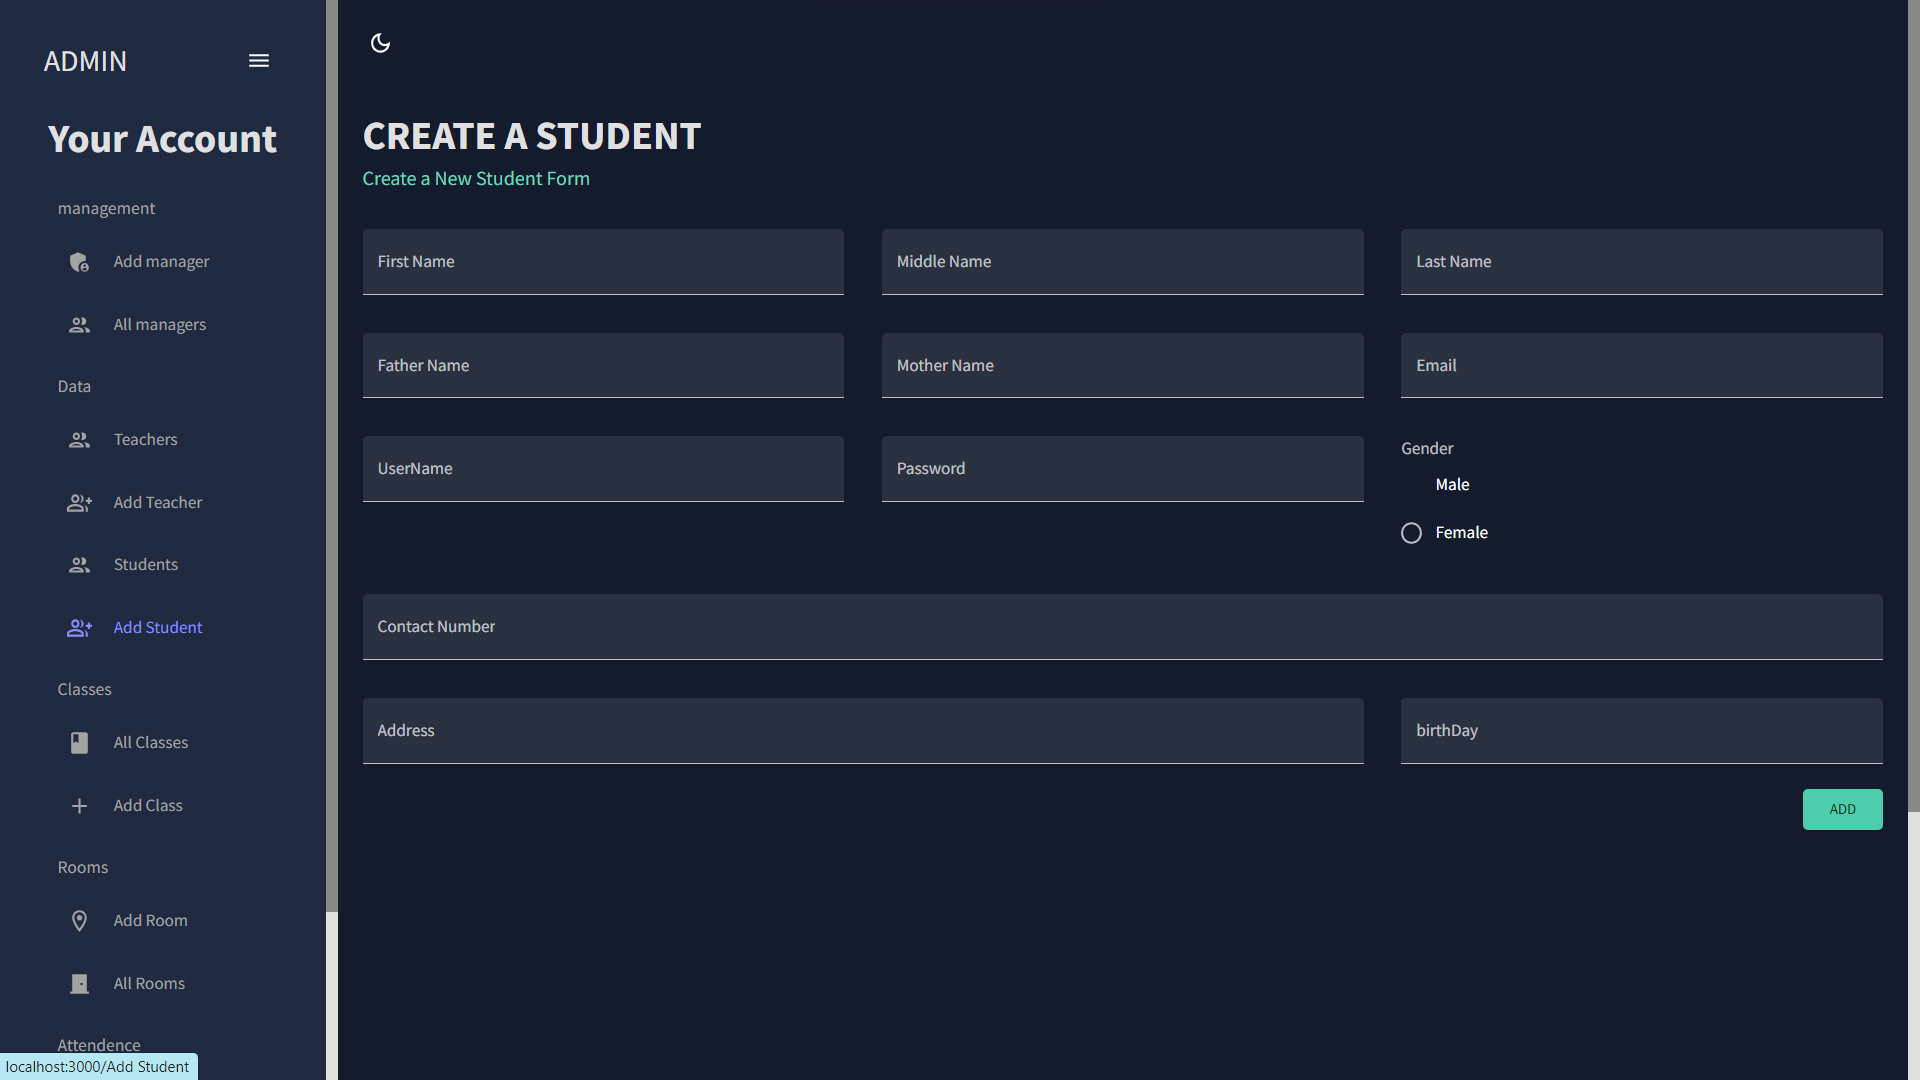 ADMIN
Your Account
management
Add manager
All managers
Data
Teachers
Add Teacher
Students
Add Student
Classes
All Classes
Add Class
Rooms
Add Room
All Rooms
Attendence
localhost:3000/Add Student
CREATE A STUDENT
Create a New Student Form
First Name
Middle Name
Last Name
Father Name
Mother Name
Email
UserName
Password
Gender
Male
Female
Contact Number
Address
birthDay
ADD